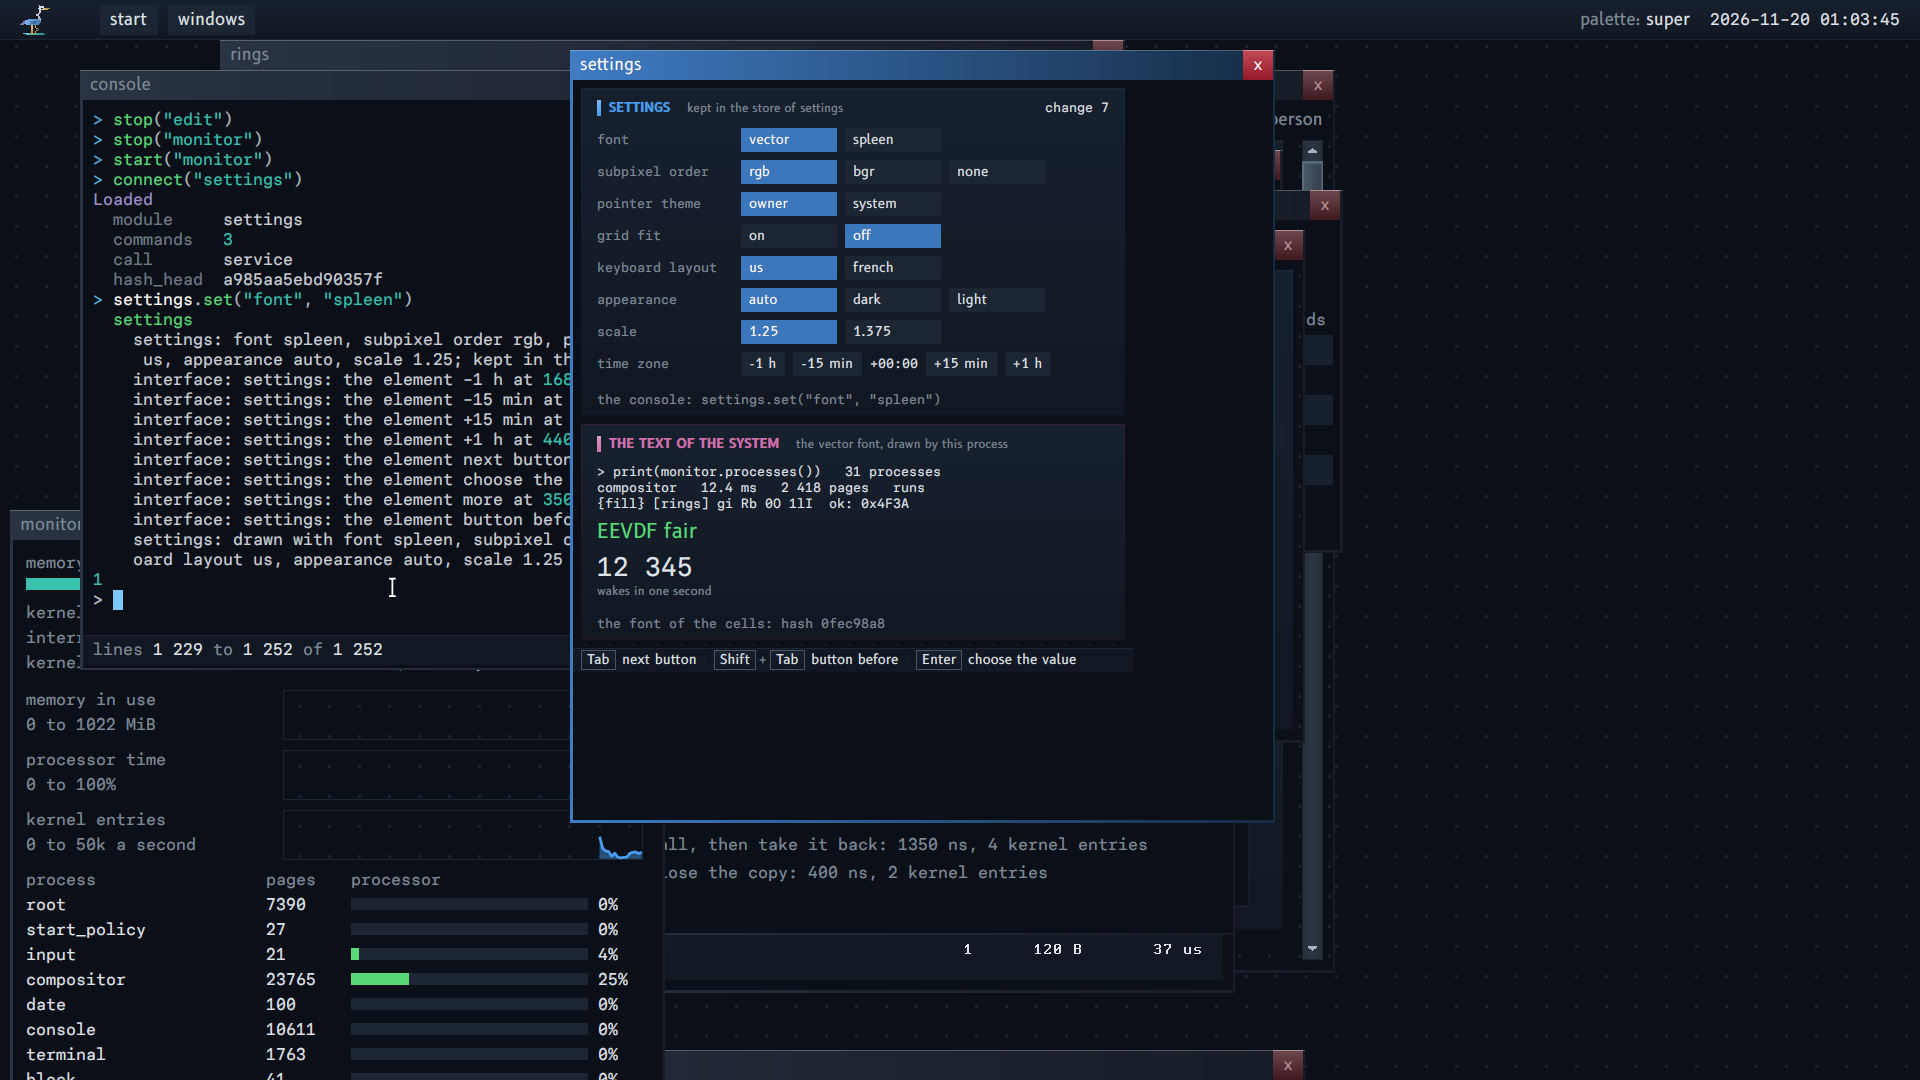 start windows palette: super 2026-11-20 01:03:45
rings
console
> stop("edit")
> stop("monitor")
> start("monitor")
> connect("settings")
Loaded
module settings
commands 3
call service
hash_head a985aa5ebd90357f
> settings.set("font", "spleen")
settings
settings: font spleen, subpixel order rgb, p
us, appearance auto, scale 1.25; kept in th
interface: settings: the element -1 h at 168
interface: settings: the element -15 min at
interface: settings: the element +15 min at
interface: settings: the element +1 h at 440
interface: settings: the element next button
interface: settings: the element choose the
interface: settings: the element more at 350
interface: settings: the element button befo
settings: drawn with font spleen, subpixel o
oard layout us, appearance auto, scale 1.25
1
>
lines 1 229 to 1 252 of 1 252
settings x
SETTINGS kept in the store of settings change 7
font vector spleen
subpixel order rgb bgr none
pointer theme owner system
grid fit on off
keyboard layout us french
appearance auto dark light
scale 1.25 1.375
time zone -1 h -15 min +00:00 +15 min +1 h
the console: settings.set("font", "spleen")
THE TEXT OF THE SYSTEM the vector font, drawn by this process
> print(monitor.processes()) 31 processes
compositor 12.4 ms 2 418 pages runs
{fill} [rings] gi Rb 0O 1lI ok: 0x4F3A
EEVDF fair
12 345
wakes in one second
the font of the cells: hash 0fec98a8
Tab next button Shift + Tab button before Enter choose the value
x
erson
x
x
ds
monitor
memory
kernel
inter
kernel
memory in use
0 to 1022 MiB
processor time
0 to 100%
kernel entries
0 to 50k a second
process pages processor
root 7390 0%
start_policy 27 0%
input 21 4%
compositor 23765 25%
date 100 0%
console 10611 0%
terminal 1763 0%
block 41 0%
all, then take it back: 1350 ns, 4 kernel entries
lose the copy: 400 ns, 2 kernel entries
1 120 B 37 us
x